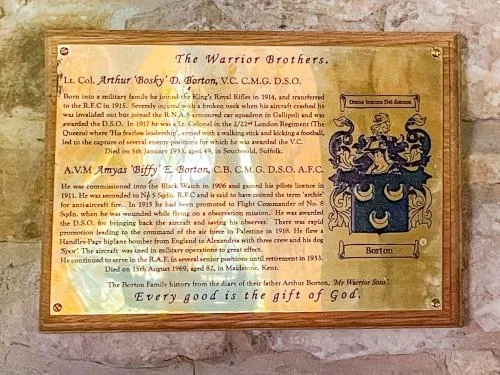 The Warrior Brothers.
Lt. Col. Arthur 'Bosky' D. Borton, V.C. C.M.G. D.S.O.
Born into a military family he joined the King's Royal Rifles in 1914, and transferred
to the R.F.C in 1915. Severely injured with a broken neck when his aircraft crashed he
was invalided out but joined the R.N.A.S armoured car squadron in Gallipoli and was
awarded the D.S.O. In 1917 he was a Lt. Colonel in the 2/22nd London Regiment (The
Queens) where 'His fearless leadership', armed with a walking stick and kicking a football,
led to the capture of several enemy positions for which he was awarded the V.C.
Died on 5th January 1933, aged 49, in Southwold, Suffolk.
A.V.M Amyas 'Biffy' E. Borton, C.B. C.M.G. D.S.O. A.F.C.
He was commissioned into the Black Watch in 1906 and gained his pilots licence in
1911. He was seconded to No 5 Sqdn. R.F.C and is said to have coined the term 'archie'
for anti-aircraft fire. In 1915 he had been promoted to Flight Commander of No. 8
Sqdn. when he was wounded while flying on a observation mission. He was awarded
the D.S.O. for bringing back the aircraft and saving his observer. There was rapid
promotion leading to the command of the air force in Palestine in 1918. He flew a
Handley-Page biplane bomber from England to Alexandria with three crew and his dog
'Spot'. The aircraft was used in military operations to great effect.
He continued to serve in the R.A.F. in several senior positions until retirement in 1933.
Died on 15th August 1969, aged 82, in Maidstone, Kent.
The Borton Family history from the diary of their father Arthur Borton, 'My Warrior Sons'.
Every good is the gift of God.
Omne bonum Dei donum
Borton